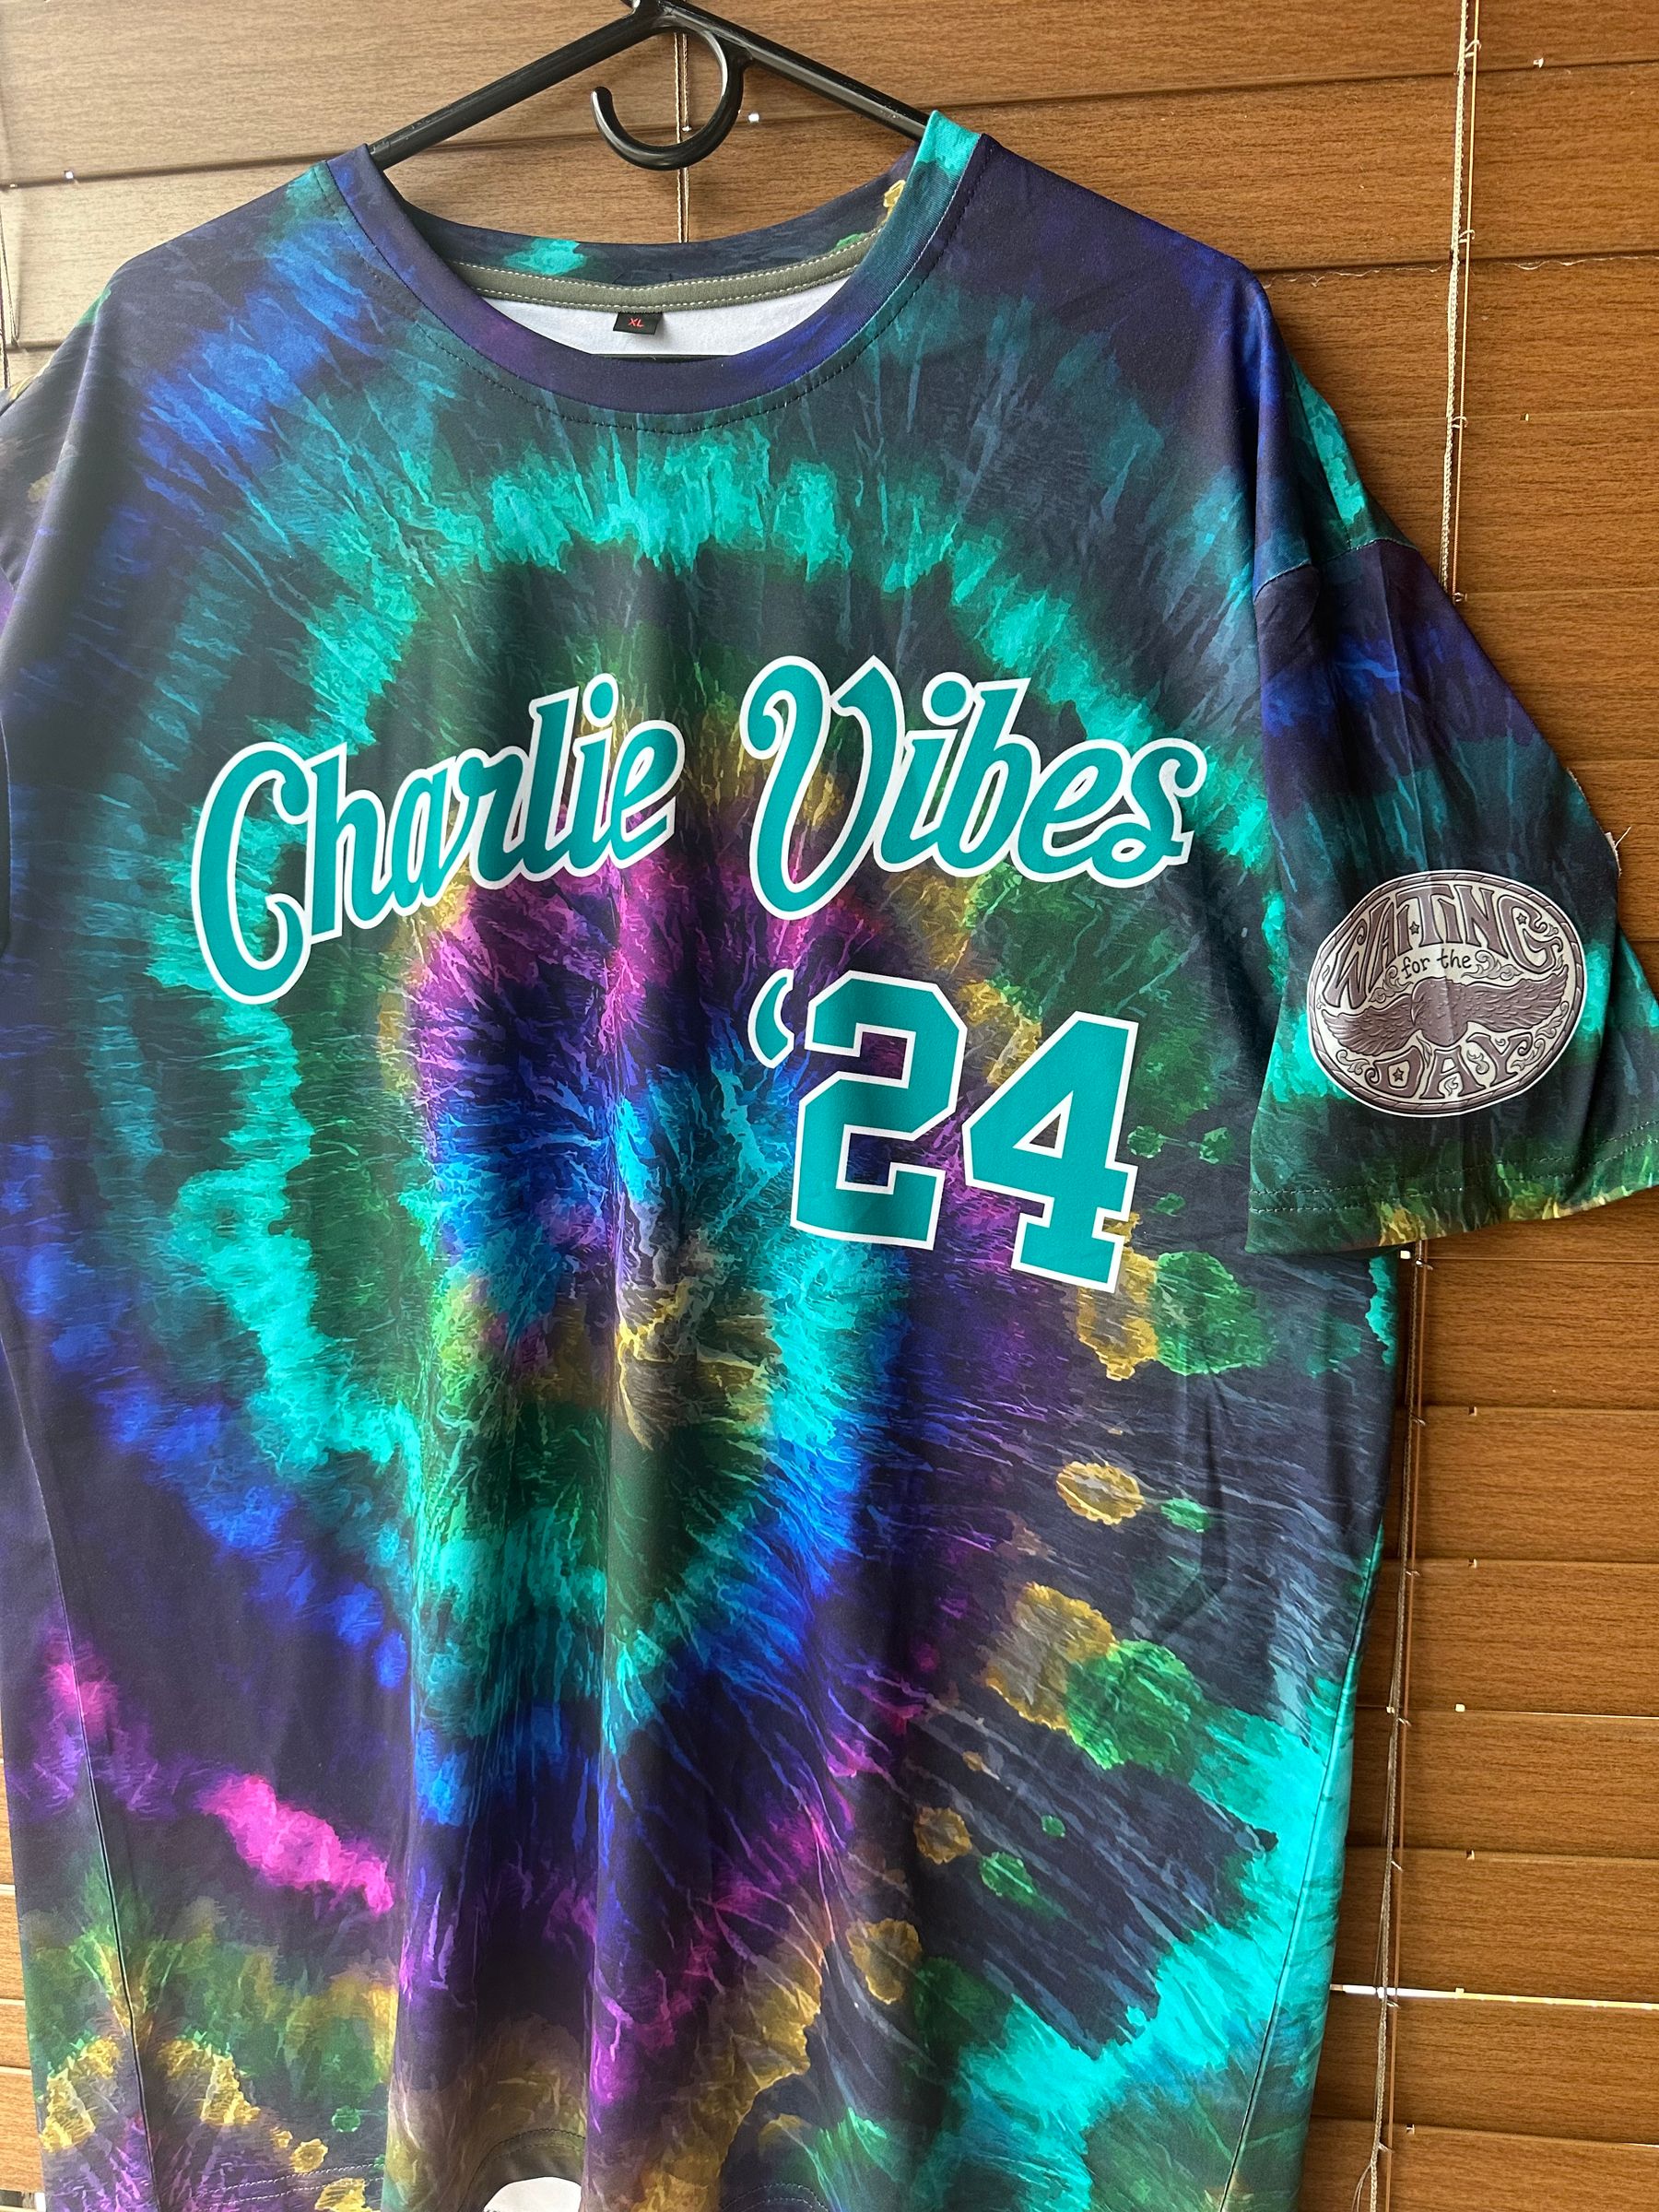 XL
Charlie Vibes
‘24
WAITING
for the
DAY